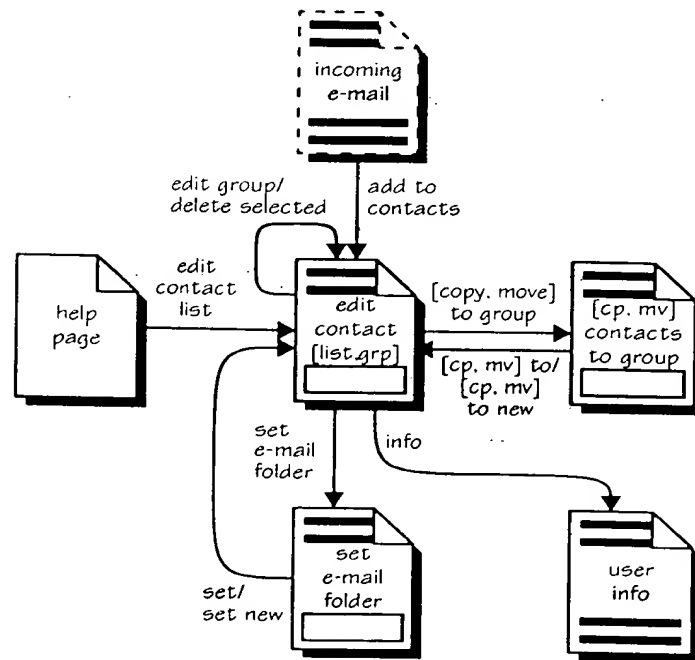 incoming
e-mail
edit group/
delete selected
add to
contacts
edit
contact
list
help
page
edit
contact
[list.grp]
[copy. move]
to group
[cp. mv]
contacts
to group
[cp. mv] to/
[cp. mv]
to new
set
e-mail
folder
info
set
e-mail
folder
user
info
set/
set new